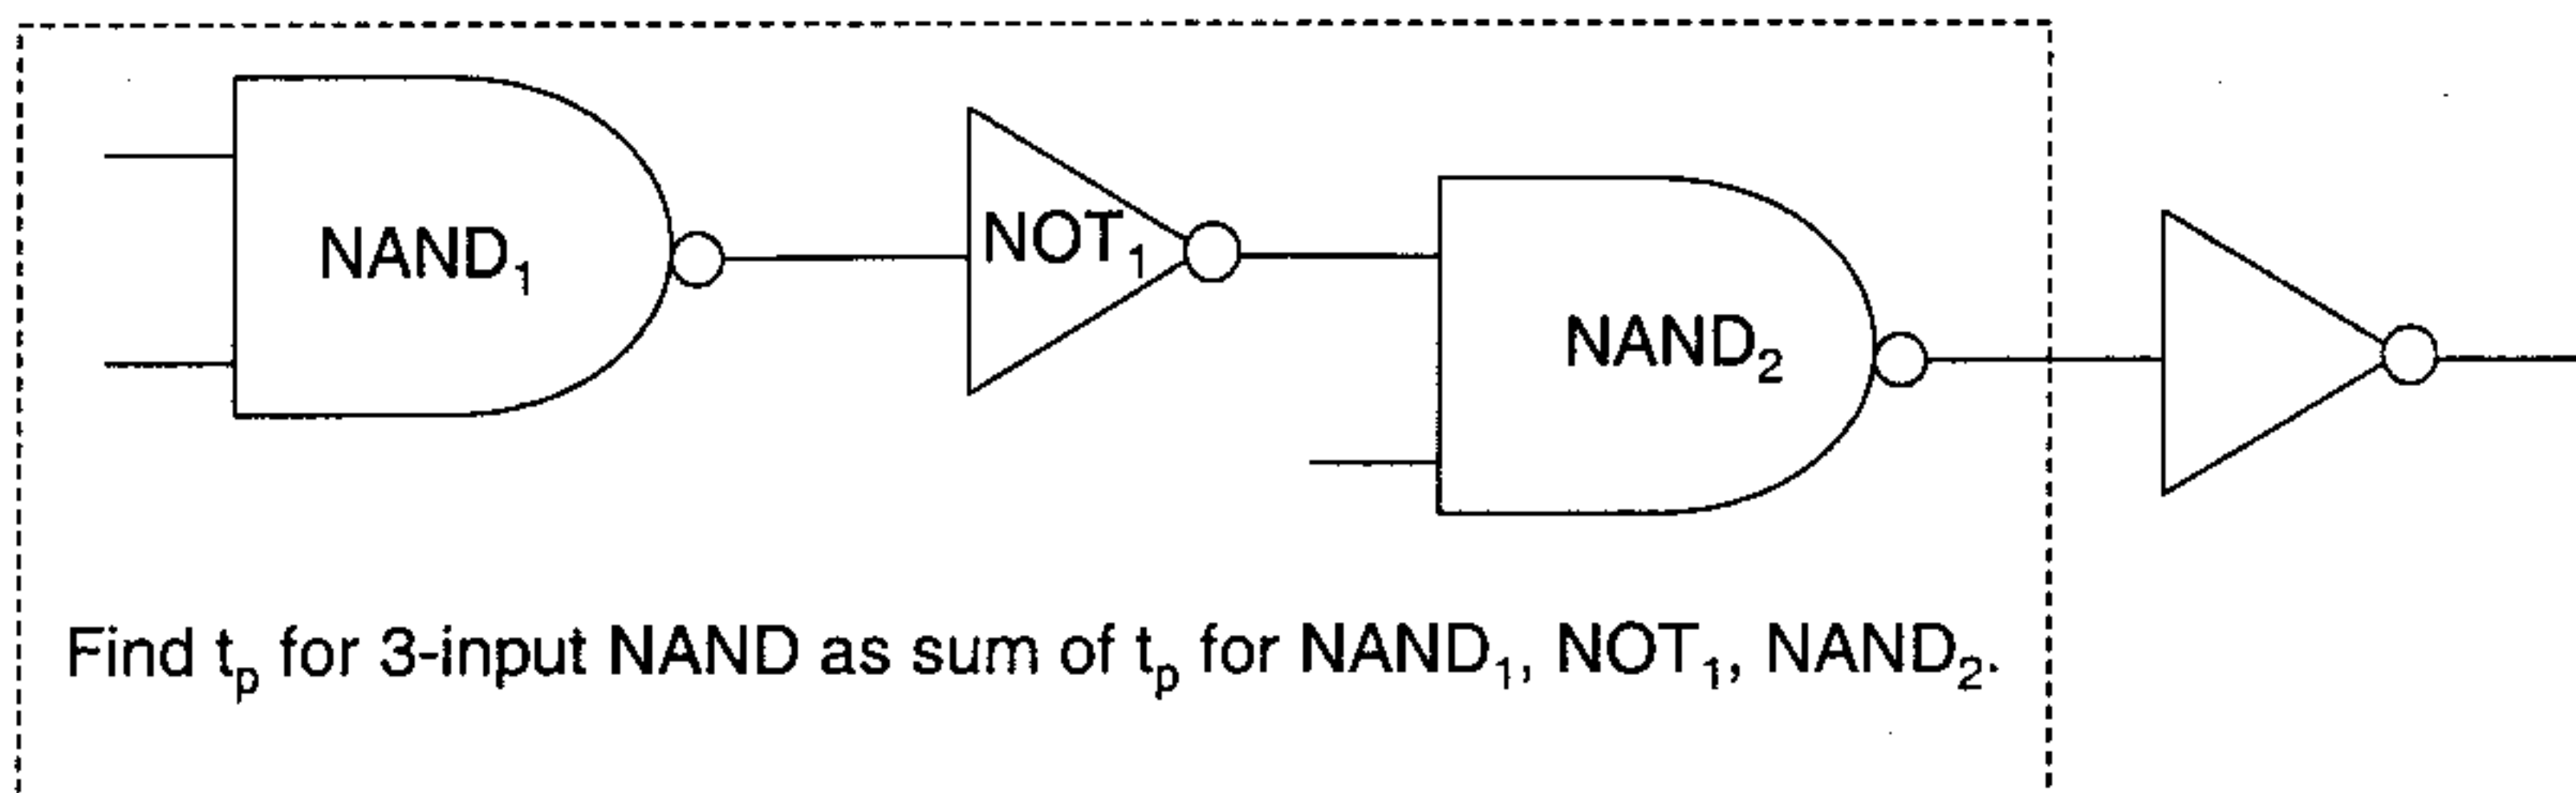 NAND₁
NOT₁
NAND₂
Find tₚ for 3-input NAND as sum of tₚ for NAND₁, NOT₁, NAND₂.